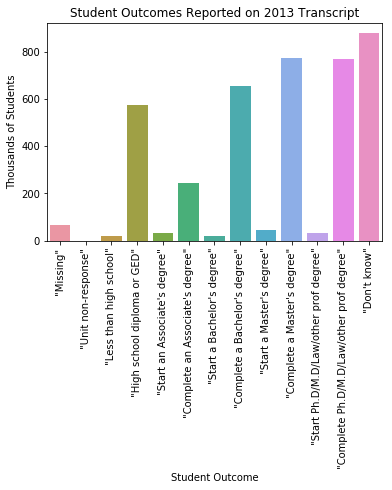 Student Outcomes Reported on 2013 Transcript
Thousands of Students
800
600
400
200
0
"Missing"
"Unit non-response"
"Less than high school"
"High school diploma or GED"
"Start an Associate's degree"
"Complete an Associate's degree"
"Start a Bachelor's degree"
"Complete a Bachelor's degree"
"Start a Master's degree"
"Complete a Master's degree"
"Start Ph.D/M.D/Law/other prof degree"
"Complete Ph.D/M.D/Law/other prof degree"
"Don't know"
Student Outcome